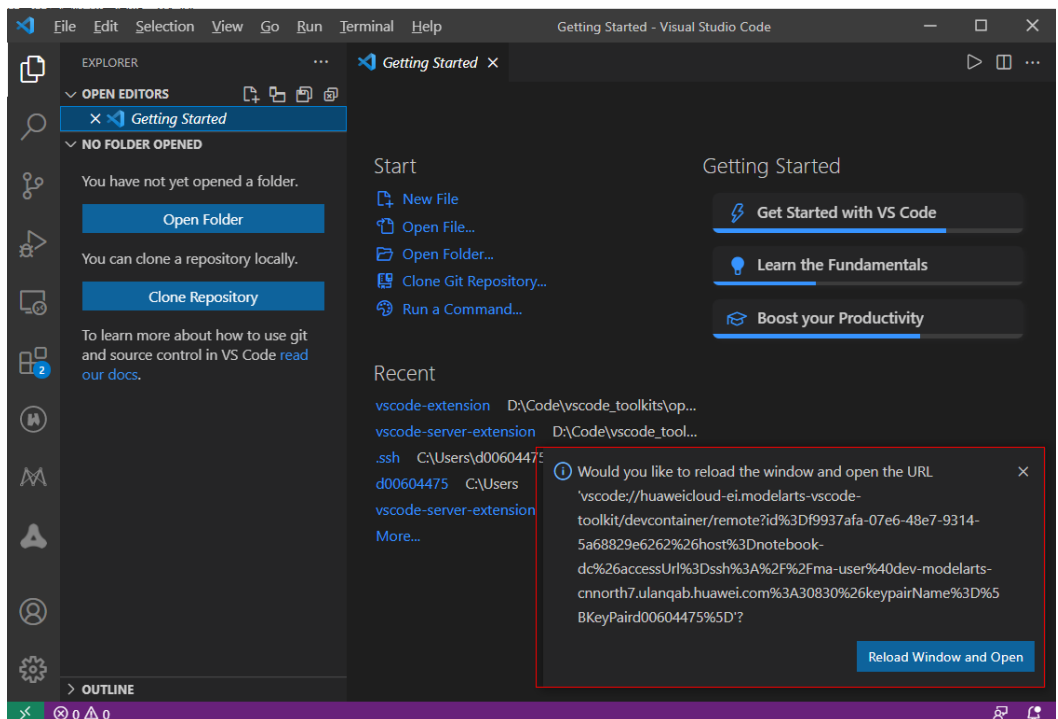 File Edit Selection View Go Run Terminal Help
Getting Started - Visual Studio Code
EXPLORER
Getting Started
OPEN EDITORS
Getting Started
NO FOLDER OPENED
You have not yet opened a folder.
Open Folder
You can clone a repository locally.
Clone Repository
To learn more about how to use git
and source control in VS Code read
our docs.
2
OUTLINE
Start
New File
Open File...
Open Folder...
Clone Git Repository...
Run a Command...
Recent
vscode-extension D:\Code\vscode_toolkits\op...
vscode-server-extension D:\Code\vscode_tool...
.ssh C:\Users\d00604475
d00604475 C:\Users
vscode-server-extension
More...
Getting Started
Get Started with VS Code
Learn the Fundamentals
Boost your Productivity
Would you like to reload the window and open the URL
'vscode://huaweicloud-ei.modelarts-vscode-
toolkit/devcontainer/remote?id%3Df9937afa-07e6-48e7-9314-
5a68829e6262%26host%3Dnotebook-
dc%26accessUrl%3Dssh%3A%2F%2Fma-user%40dev-modelarts-
cnnorth7.ulanqab.huawei.com%3A30830%26keypairName%3D%5
BKeyPaird00604475%5D'?
Reload Window and Open
0 0